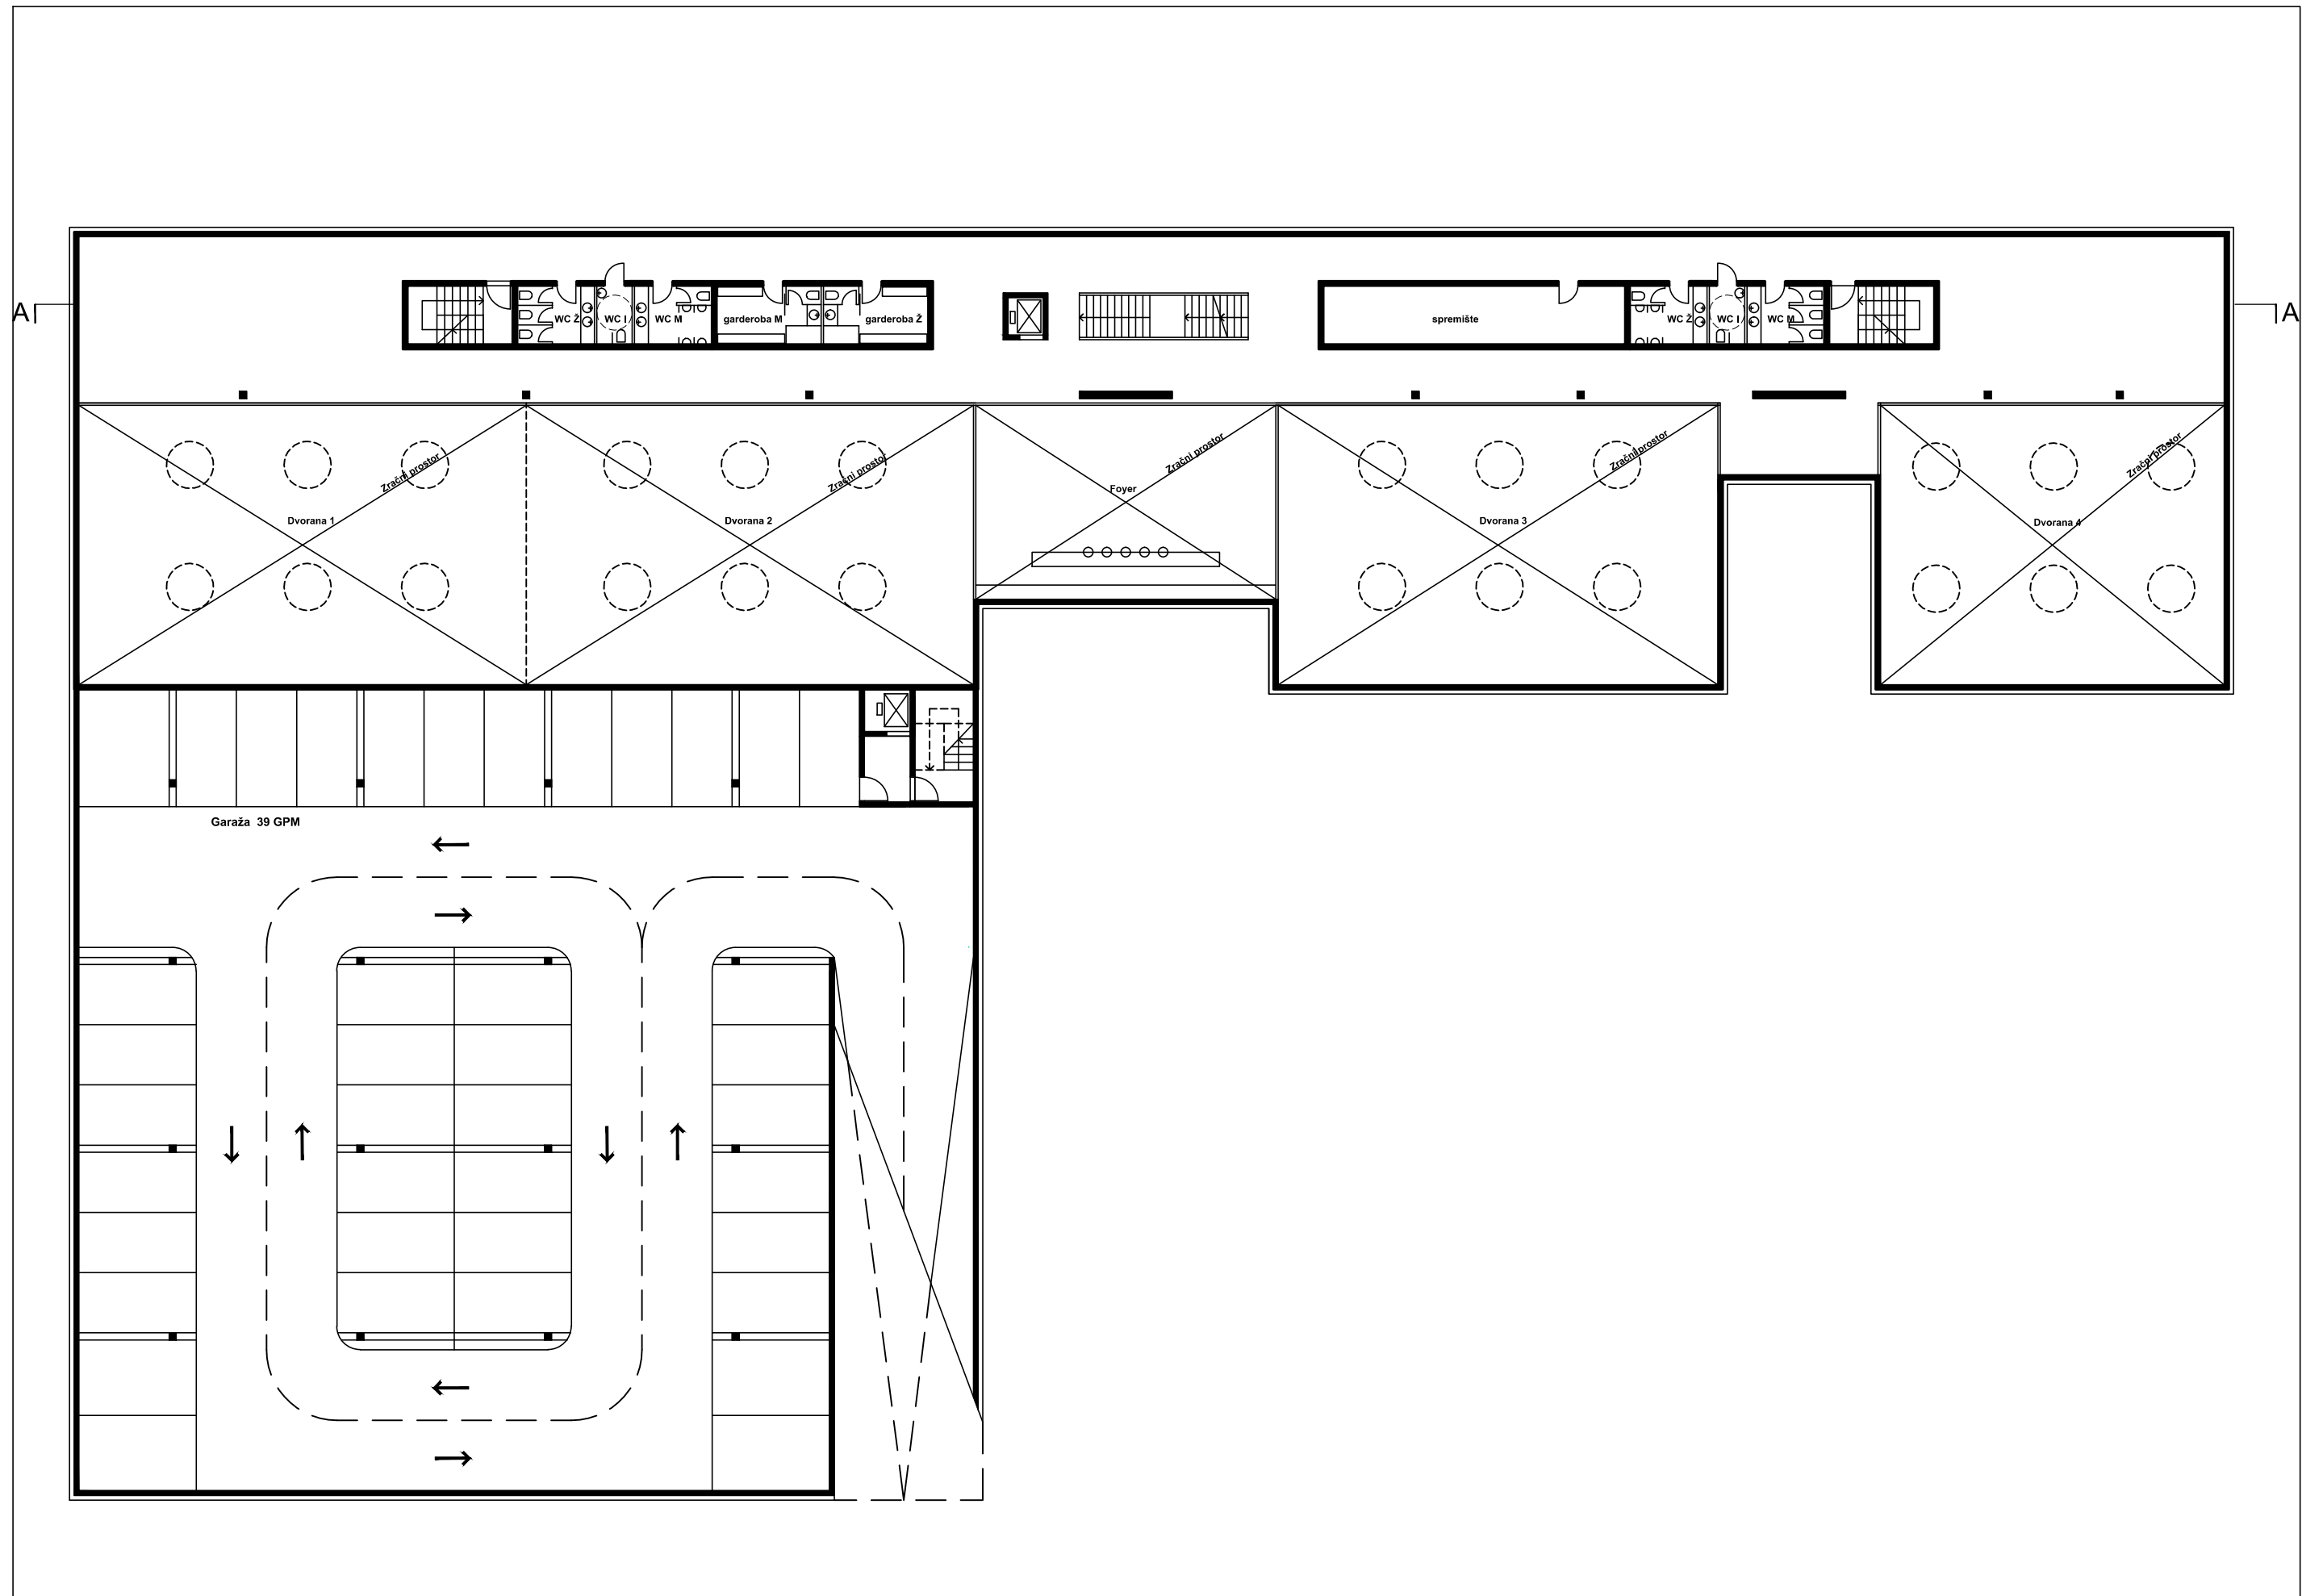 A
A
WC Ž
WC I
WC M
garderoba M
garderoba Ž
spremište
WC Ž
WC I
WC M
Zračni prostor
Zračni prostor
Zračni prostor
Zračni prostor
Zračni prostor
Dvorana 1
Dvorana 2
Foyer
Dvorana 3
Dvorana 4
Garaža 39 GPM